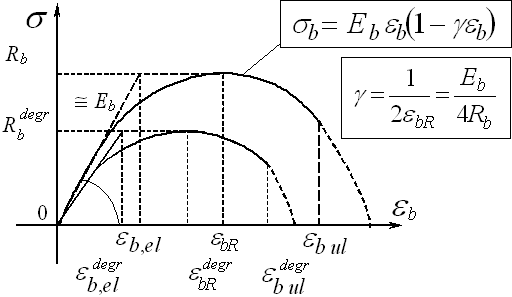 σ
σ_b = E_b ε_b(1 - γε_b)
R_b
γ = 1/(2ε_bR) = E_b/(4R_b)
≅ E_b
R_b^degr
0
ε_b
ε_b,el ε_bR ε_b ul
ε_b,el^degr ε_bR^degr ε_b ul^degr